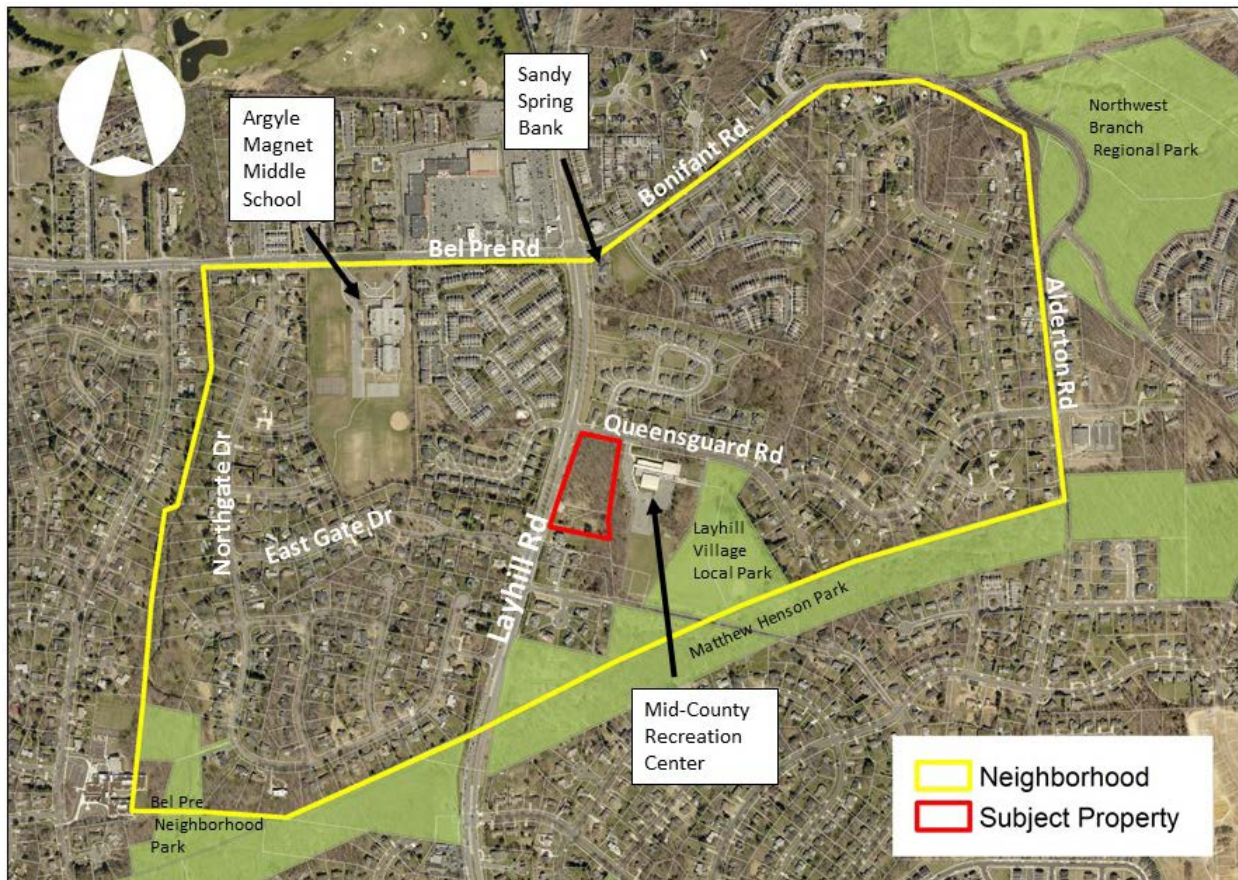 Argyle
Magnet
Middle
School
Sandy
Spring
Bank
Northwest
Branch
Regional Park
Bonifant Rd
Bel Pre Rd
Alderton Rd
Queensguard Rd
Northgate Dr
East Gate Dr
Layhill Rd
Layhill
Village
Local Park
Matthew Henson Park
Mid-County
Recreation
Center
Bel Pre
Neighborhood
Park
Neighborhood
Subject Property